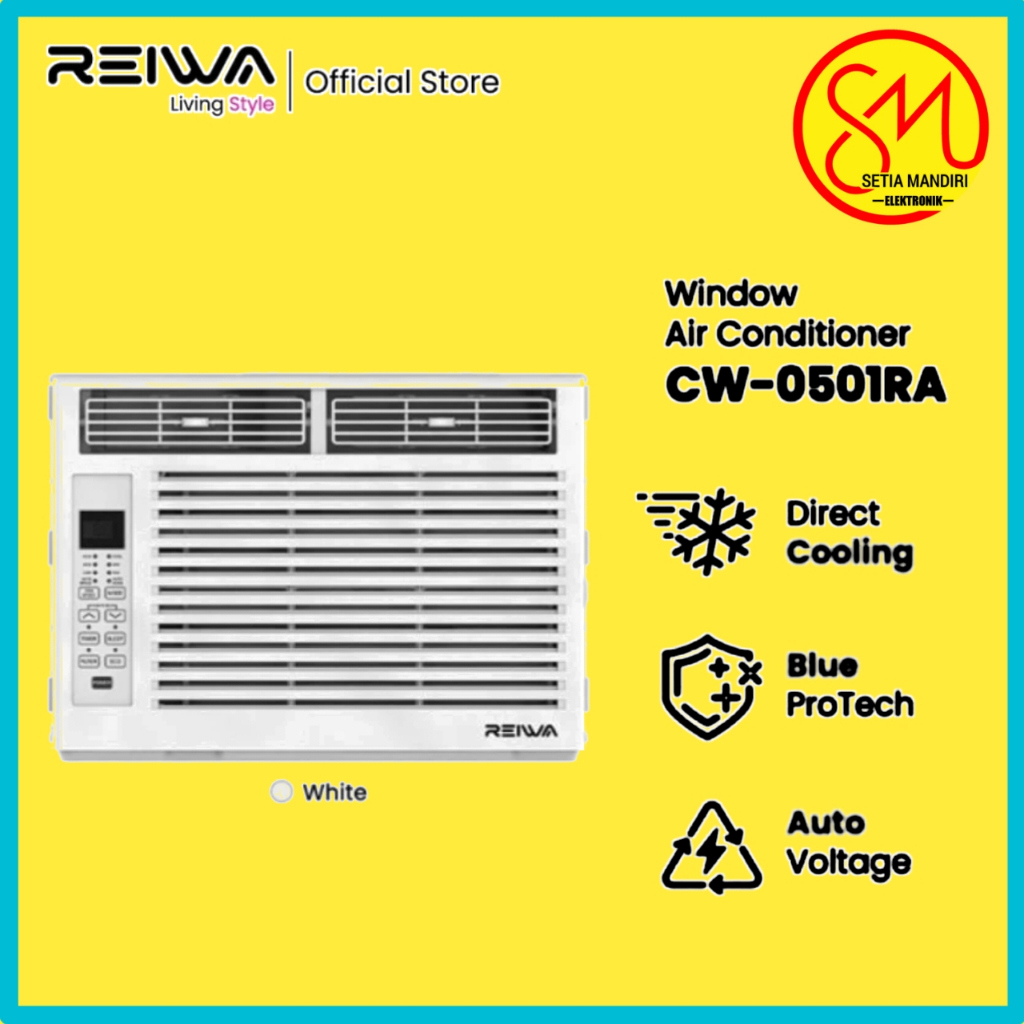 REIWA
Living Style
Official Store
SM
SETIA MANDIRI
ELEKTRONIK
Window
Air Conditioner
CW-0501RA
Direct
Cooling
Blue
ProTech
Auto
Voltage
REIWA
White